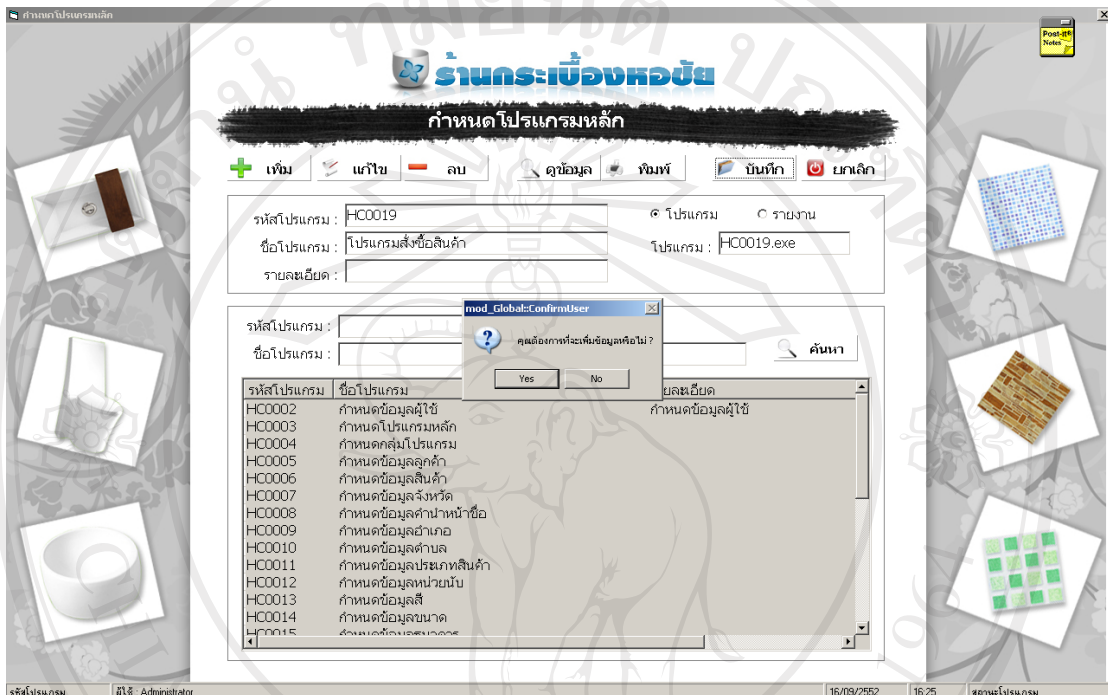 กำหนดโปรแกรมหลัก
Post-it®
Notes
ร้านกระเบื้องหอชัย
กำหนดโปรแกรมหลัก
เพิ่ม แก้ไข ลบ ดูข้อมูล พิมพ์ บันทึก ยกเลิก
รหัสโปรแกรม : HC0019 โปรแกรม รายงาน
ชื่อโปรแกรม : โปรแกรมสั่งซื้อสินค้า โปรแกรม : HC0019.exe
รายละเอียด :
mod_Global::ConfirmUser
คุณต้องการที่จะเพิ่มข้อมูลหรือไม่ ?
Yes No
รหัสโปรแกรม :
ชื่อโปรแกรม : ค้นหา
รหัสโปรแกรม ชื่อโปรแกรม ยละเอียด
HC0002 กำหนดข้อมูลผู้ใช้ กำหนดข้อมูลผู้ใช้
HC0003 กำหนดโปรแกรมหลัก
HC0004 กำหนดกลุ่มโปรแกรม
HC0005 กำหนดข้อมูลลูกค้า
HC0006 กำหนดข้อมูลสินค้า
HC0007 กำหนดข้อมูลจังหวัด
HC0008 กำหนดข้อมูลคำนำหน้าชื่อ
HC0009 กำหนดข้อมูลอำเภอ
HC0010 กำหนดข้อมูลตำบล
HC0011 กำหนดข้อมูลประเภทสินค้า
HC0012 กำหนดข้อมูลหน่วยนับ
HC0013 กำหนดข้อมูลสี
HC0014 กำหนดข้อมูลขนาด
HC0015 กำหนดข้อมูลธนาคาร
รหัสโปรแกรม ผู้ใช้ : Administrator 16/09/2552 16:25 สถานะโปรแกรม